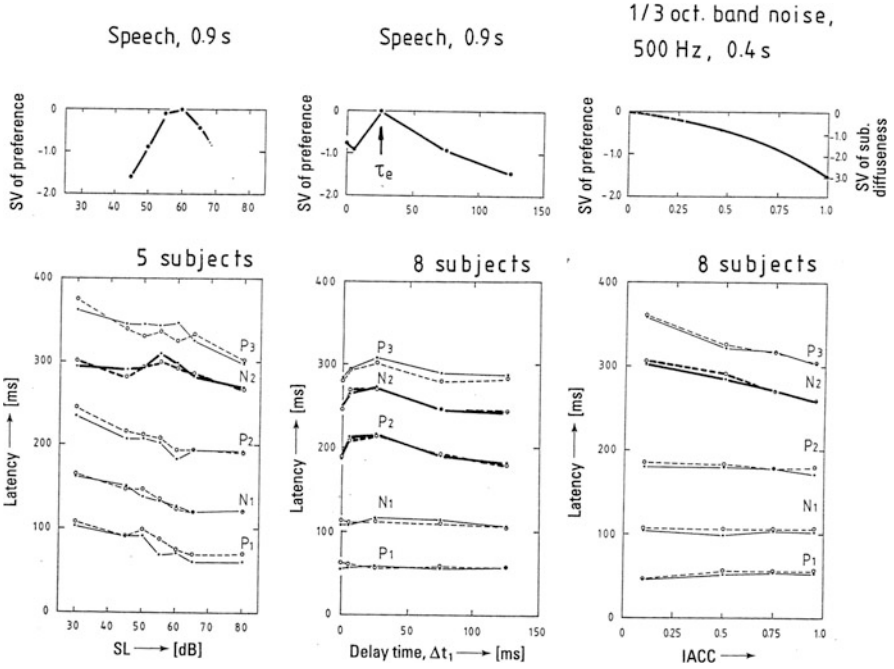 Speech, 0.9 s
Speech, 0.9 s
1/3 oct. band noise,
500 Hz, 0.4 s
SV of preference
0
-1.0
-2.0
30 40 50 60 70 80
SV of preference
0
-1.0
-2.0
τe
0 50 100 150
SV of preference
0
-1.0
-2.0
0 0.25 0.5 0.75 1.0
0
-1.0
-2.0
-3.0
SV of sub.
diffuseness
5 subjects
Latency → [ms]
400
300
200
100
0
P3
N2
P2
N1
P1
30 40 50 60 70 80
SL → [dB]
8 subjects
Latency → [ms]
400
300
200
100
0
P3
N2
P2
N1
P1
0 50 100 150
Delay time, Δt1 → [ms]
8 subjects
Latency → [ms]
400
300
200
100
0
P3
N2
P2
N1
P1
0 0.25 0.5 0.75 1.0
IACC →